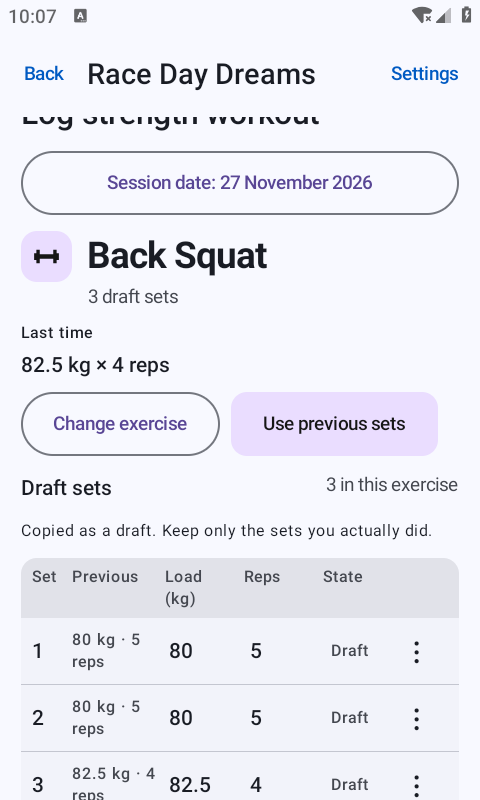 10:07
Back
Race Day Dreams
Settings
Log strength workout
Session date: 27 November 2026
Back Squat
3 draft sets
Last time
82.5 kg × 4 reps
Change exercise
Use previous sets
Draft sets
3 in this exercise
Copied as a draft. Keep only the sets you actually did.
Set Previous Load (kg) Reps State
1 80 kg · 5 reps 80 5 Draft
2 80 kg · 5 reps 80 5 Draft
3 82.5 kg · 4 reps 82.5 4 Draft